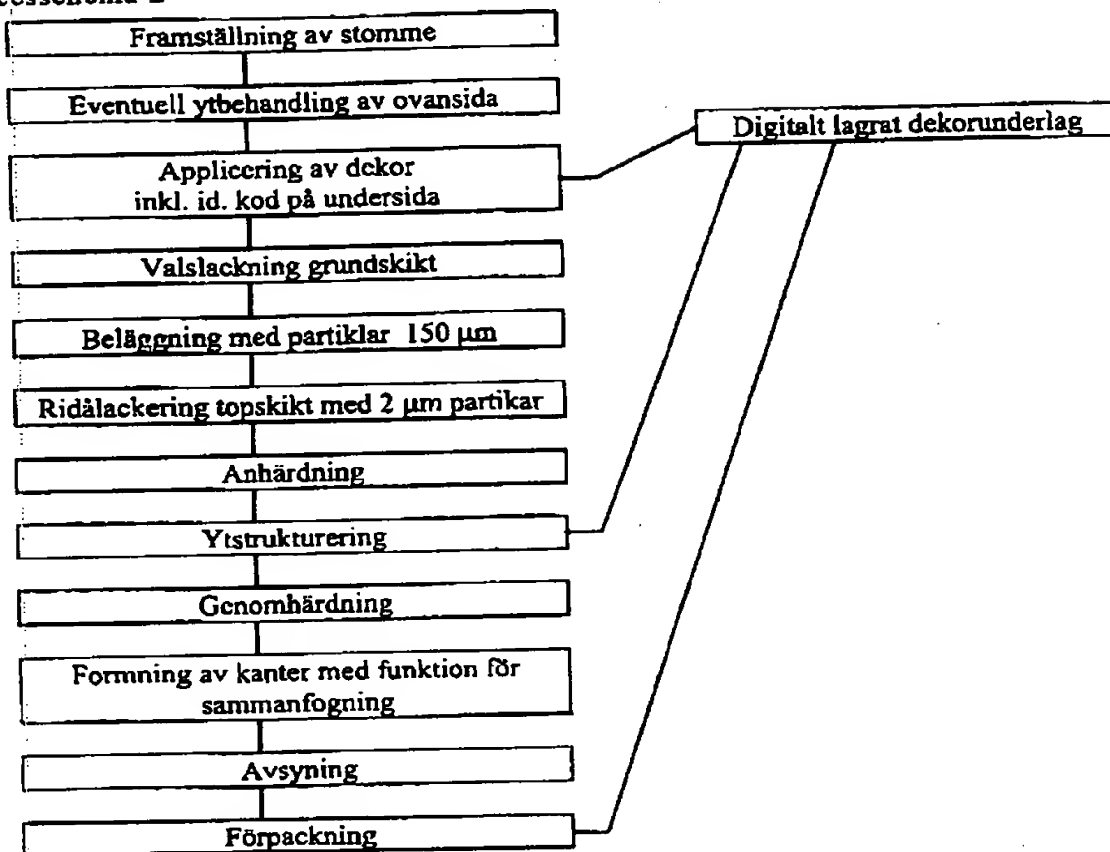 Framställning av stomme
Eventuell ytbehandling av ovansida
Digitalt lagrat dekorunderlag
Applicering av dekor
inkl. id. kod på undersida
Valslackning grundskikt
Beläggning med partiklar 150 µm
Ridålackering topskikt med 2 µm partikar
Anhärdning
Ytstrukturering
Genomhärdning
Formning av kanter med funktion för
sammanfogning
Avsyning
Förpackning